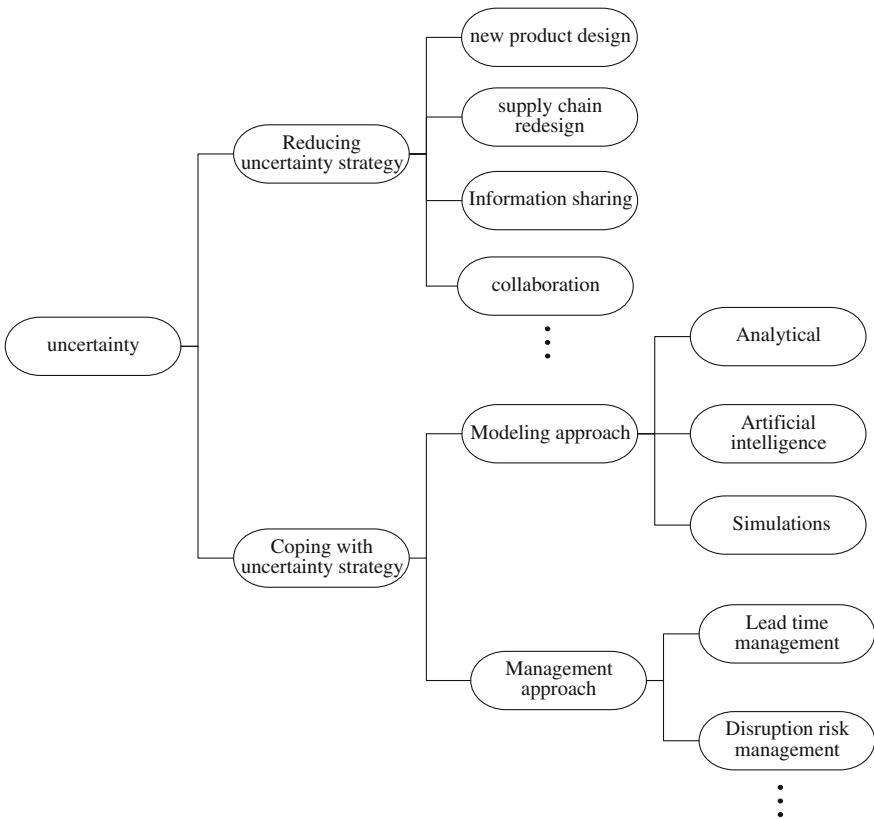 new product design
supply chain
redesign
Reducing
uncertainty strategy
Information sharing
collaboration
uncertainty
Analytical
Modeling approach
Artificial
intelligence
Simulations
Coping with
uncertainty strategy
Lead time
management
Management
approach
Disruption risk
management